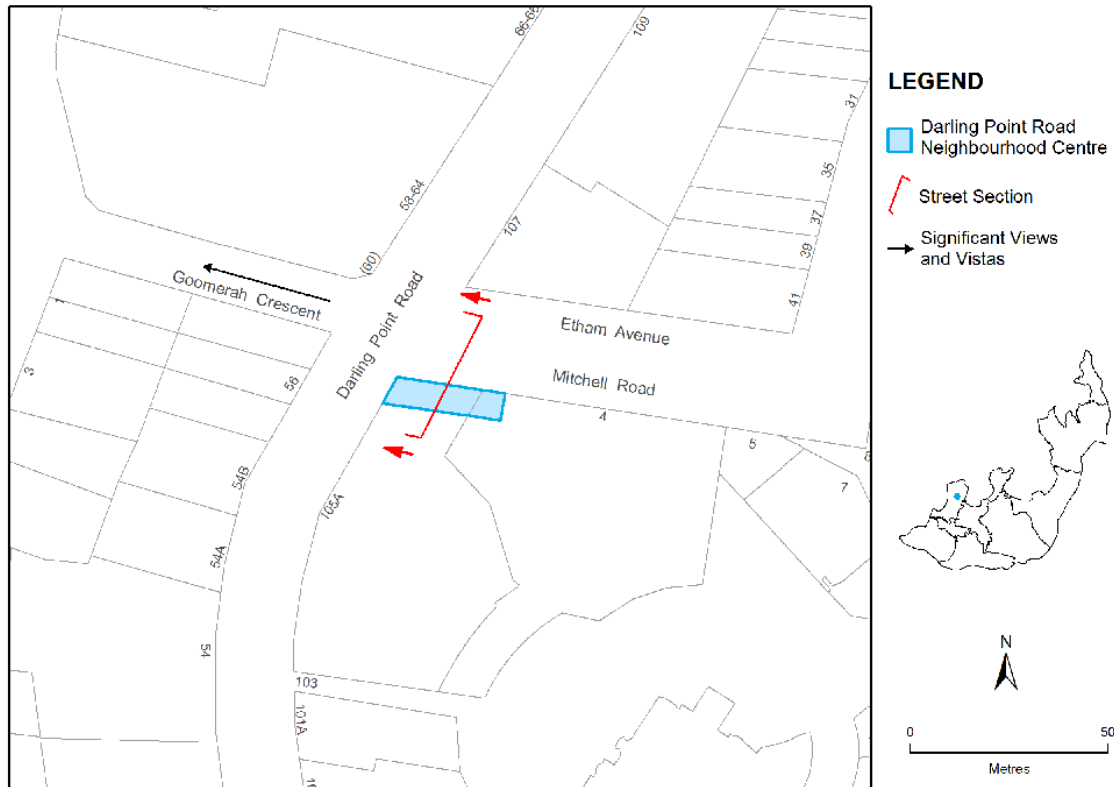 66-66
109
31
35
37
39
41
58-64
107
(60)
Goomerah Crescent
Darling Point Road
Etham Avenue
Mitchell Road
1
3
56
4
5
7
54B
105A
54A
54
103
101A
LEGEND
Darling Point Road
Neighbourhood Centre
Street Section
Significant Views
and Vistas
N
0
50
Metres